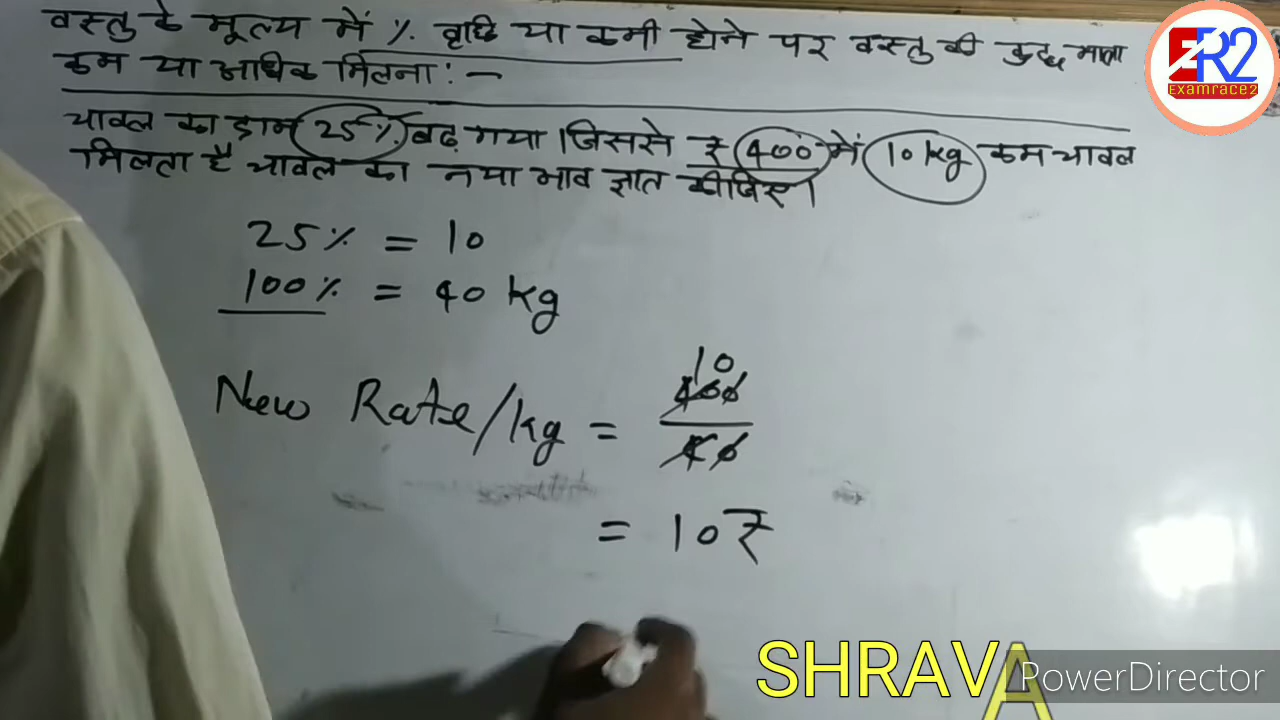 वस्तु के मूल्य में % वृद्धि या कमी होने पर वस्तु की कुछ मात्रा
कम या अधिक मिलना:-
चावल का दाम 25% बढ़ गया जिससे ₹ 400 में 10 kg कम चावल
मिलता है चावल का नया भाव ज्ञात कीजिए।
25% = 10
100% = 40 kg
10
New Rate/kg = 400
40
= 10₹
ER2
Examrace2
SHRAVA
PowerDirector